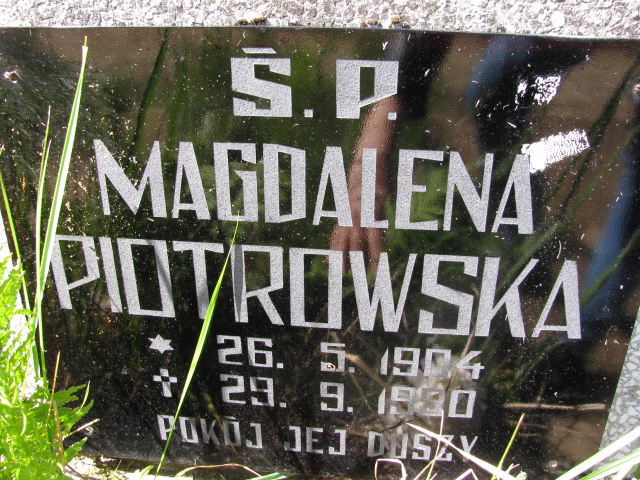 Ś. P.
MAGDALENA
PIOTROWSKA
26. 5. 1904
29. 9. 1980
POKÓJ JEJ DUSZY